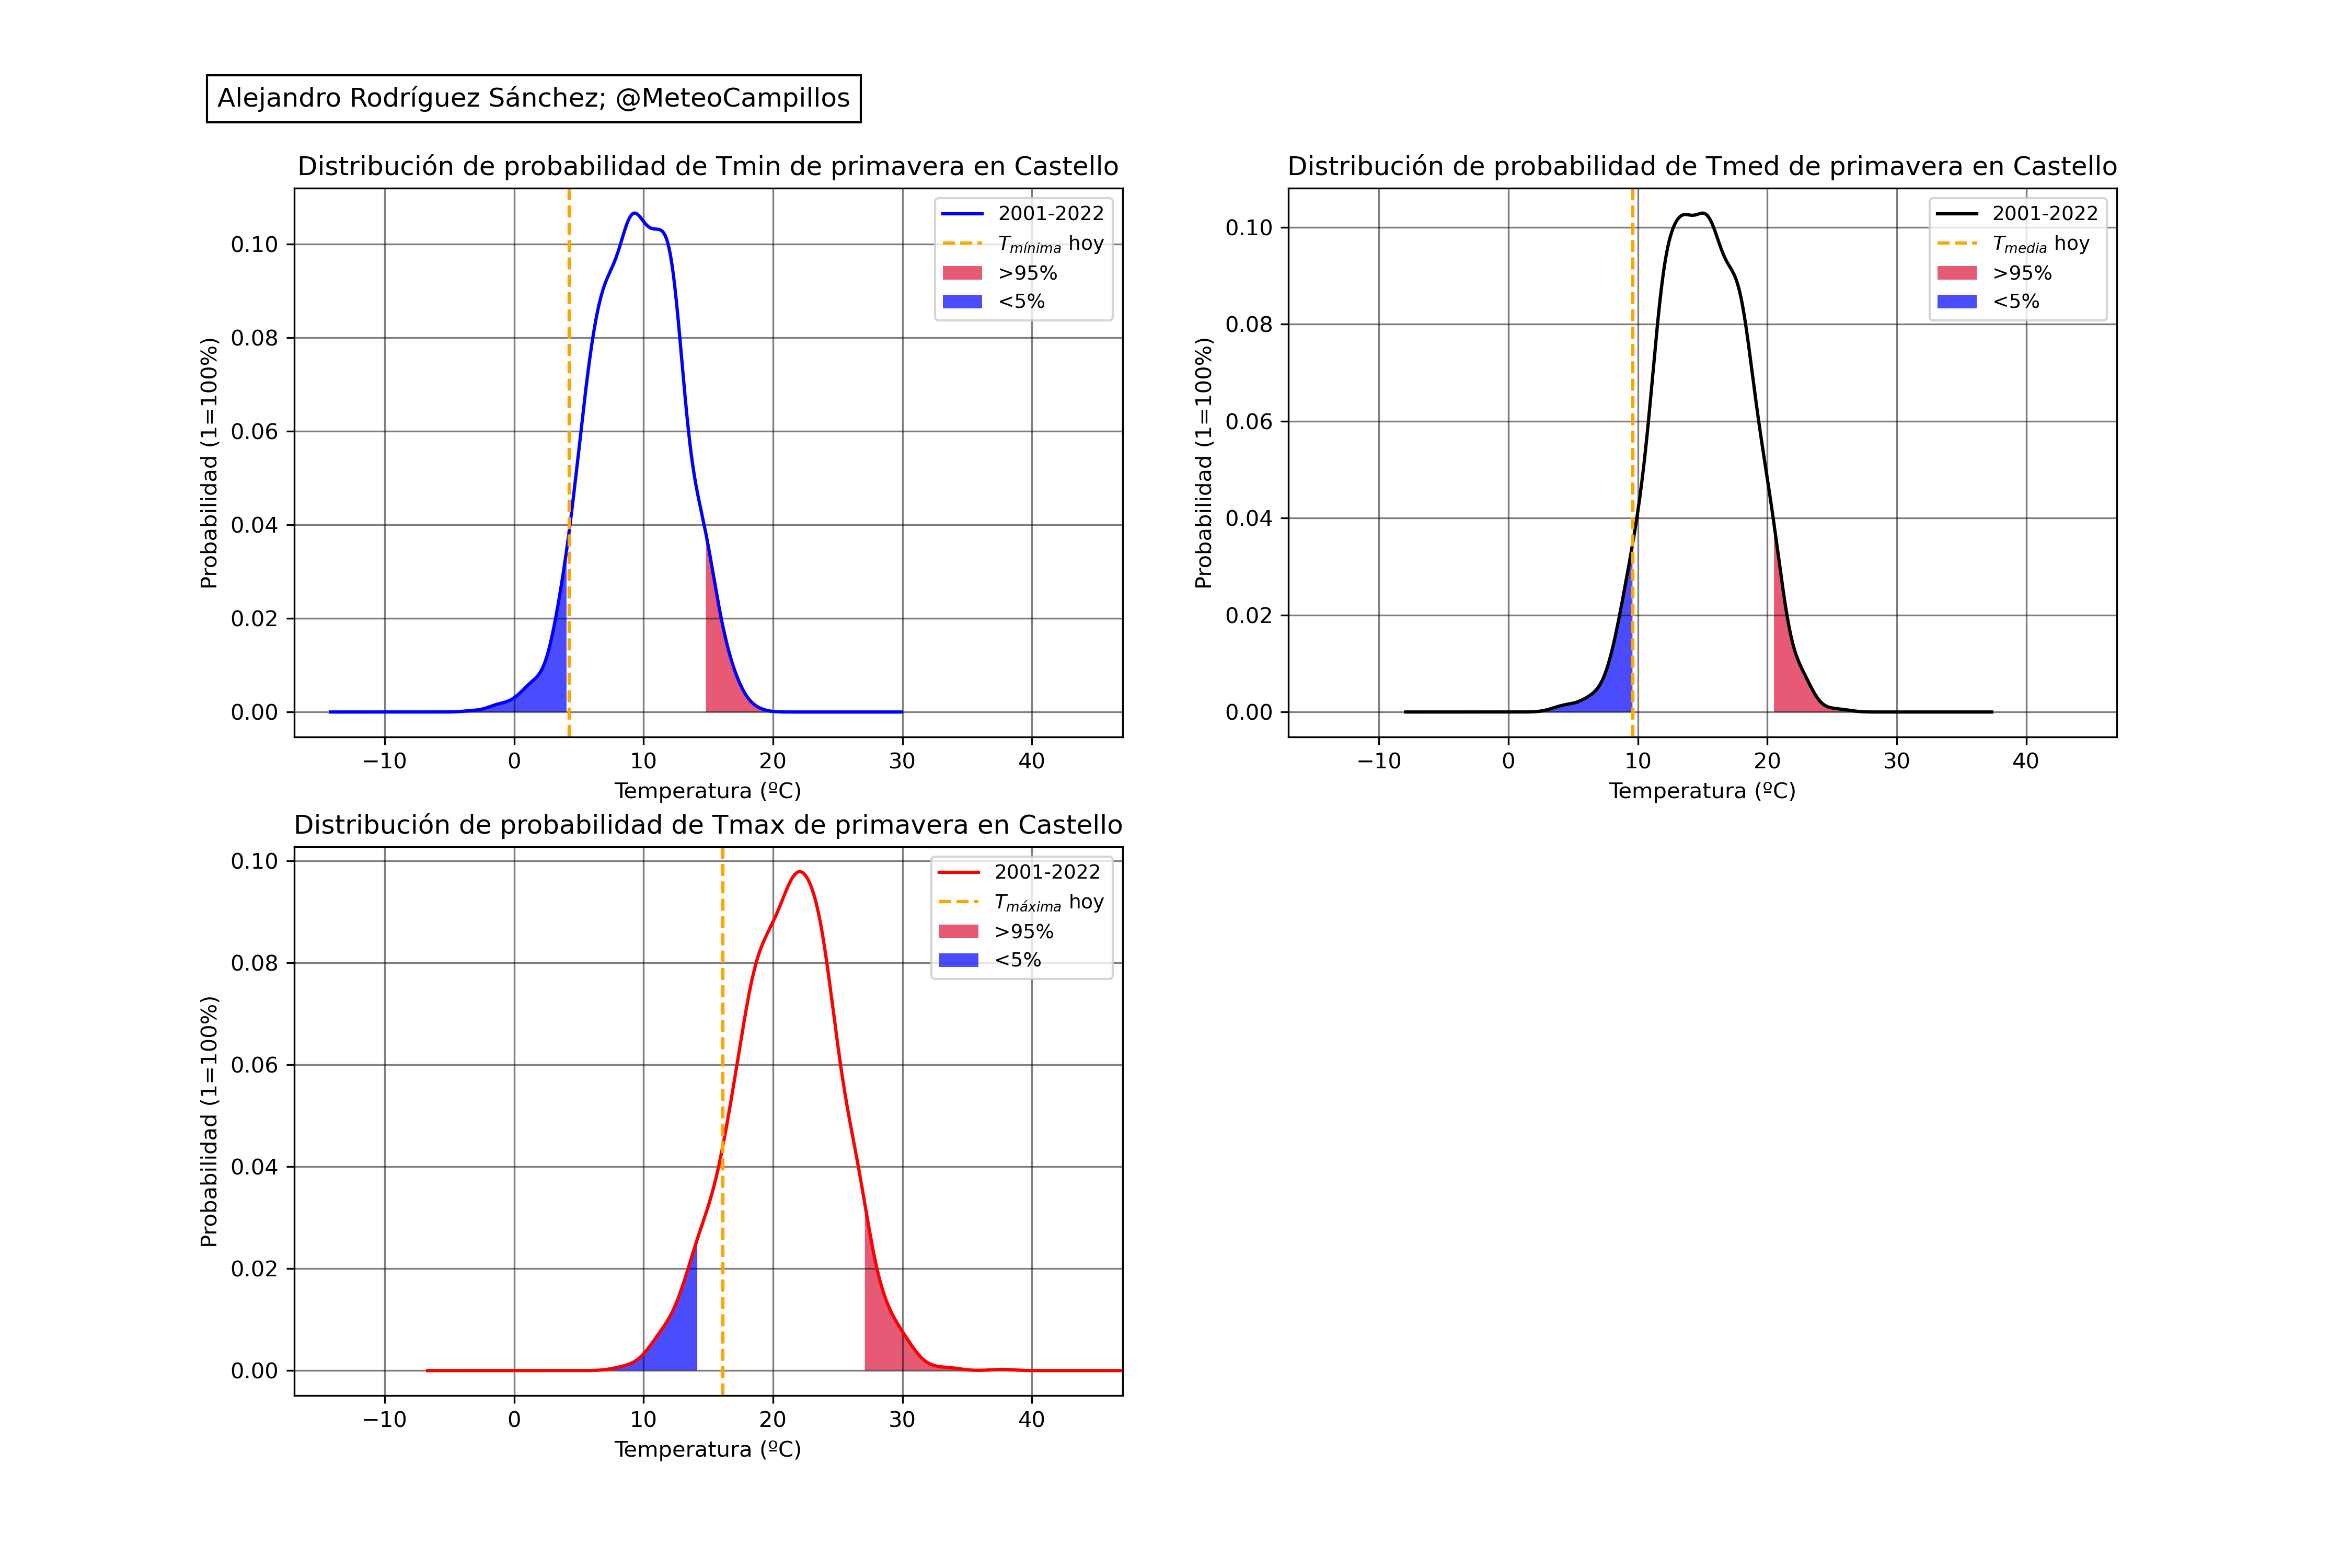 Alejandro Rodríguez Sánchez; @MeteoCampillos
Distribución de probabilidad de Tmin de primavera en Castello
Probabilidad (1=100%)
0.10
0.08
0.06
0.04
0.02
0.00
2001-2022
Tmínima hoy
>95%
<5%
−10 0 10 20 30 40
Temperatura (ºC)
Distribución de probabilidad de Tmed de primavera en Castello
Probabilidad (1=100%)
0.10
0.08
0.06
0.04
0.02
0.00
2001-2022
Tmedia hoy
>95%
<5%
−10 0 10 20 30 40
Temperatura (ºC)
Distribución de probabilidad de Tmax de primavera en Castello
Probabilidad (1=100%)
0.10
0.08
0.06
0.04
0.02
0.00
2001-2022
Tmáxima hoy
>95%
<5%
−10 0 10 20 30 40
Temperatura (ºC)